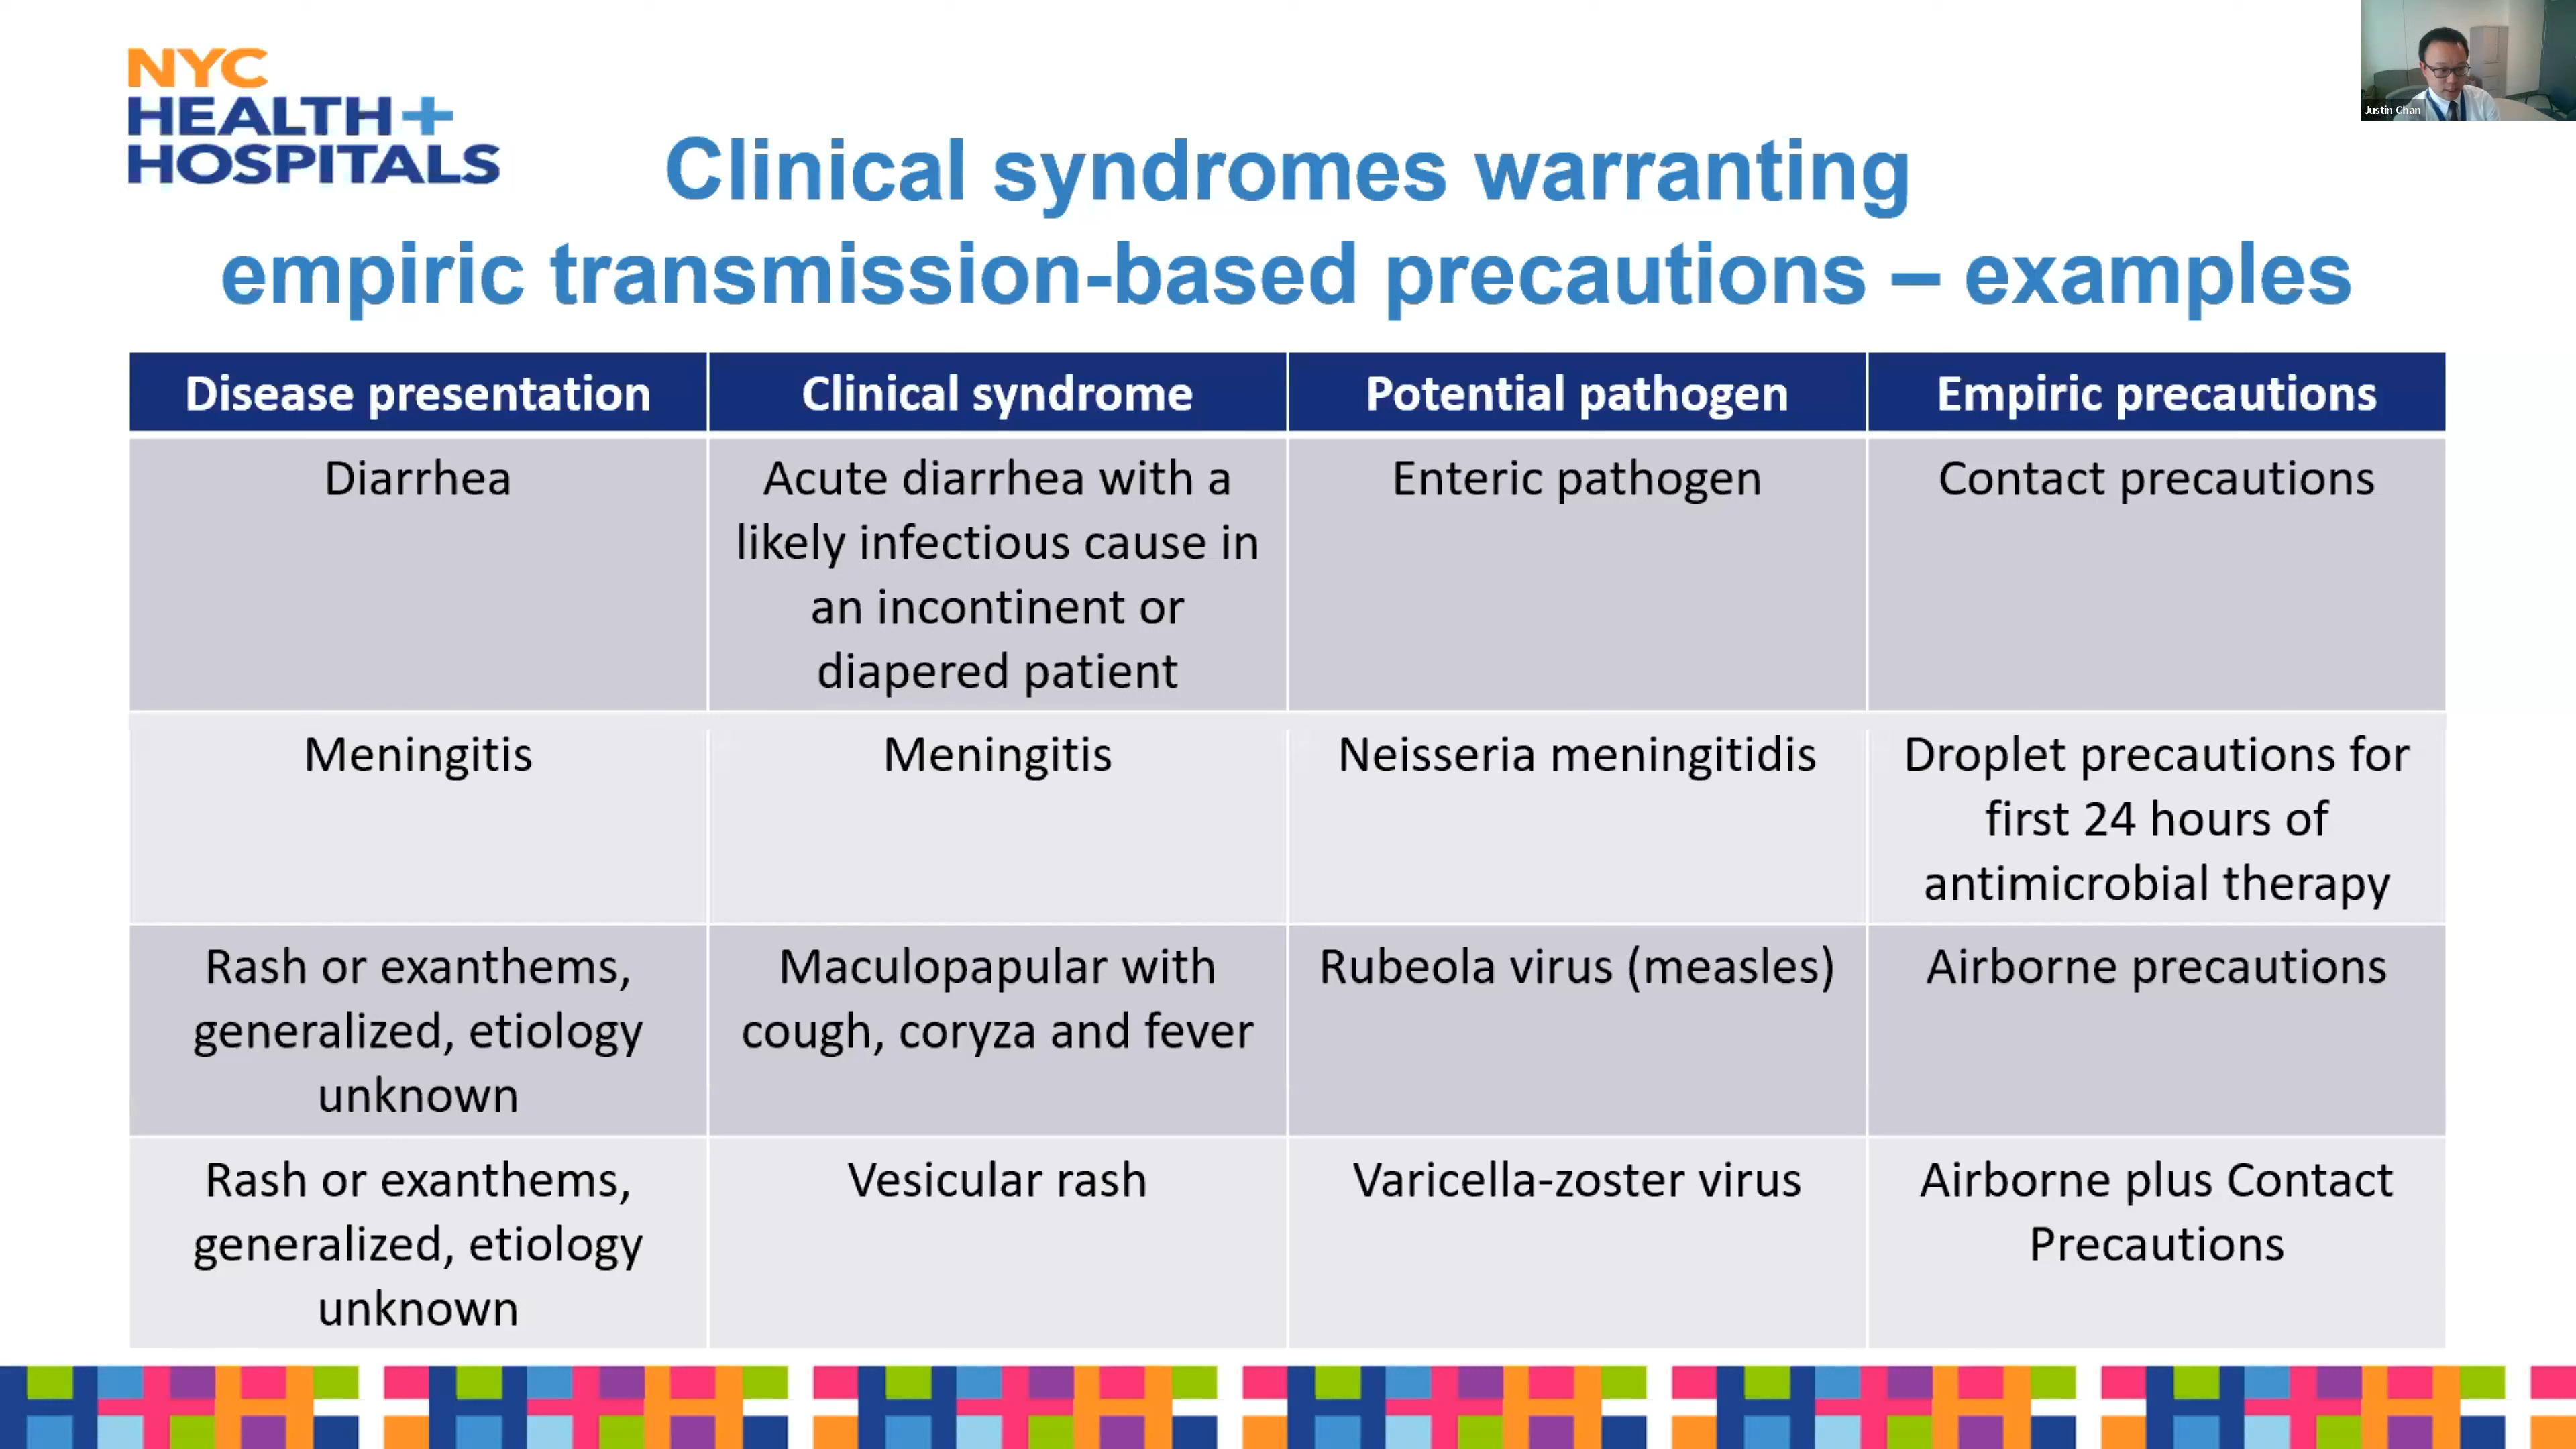 NYC
HEALTH+
HOSPITALS
Justin Chan
Clinical syndromes warranting
empiric transmission-based precautions – examples
Disease presentation
Clinical syndrome
Potential pathogen
Empiric precautions
Diarrhea
Acute diarrhea with a
likely infectious cause in
an incontinent or
diapered patient
Enteric pathogen
Contact precautions
Meningitis
Meningitis
Neisseria meningitidis
Droplet precautions for
first 24 hours of
antimicrobial therapy
Rash or exanthems,
generalized, etiology
unknown
Maculopapular with
cough, coryza and fever
Rubeola virus (measles)
Airborne precautions
Rash or exanthems,
generalized, etiology
unknown
Vesicular rash
Varicella-zoster virus
Airborne plus Contact
Precautions